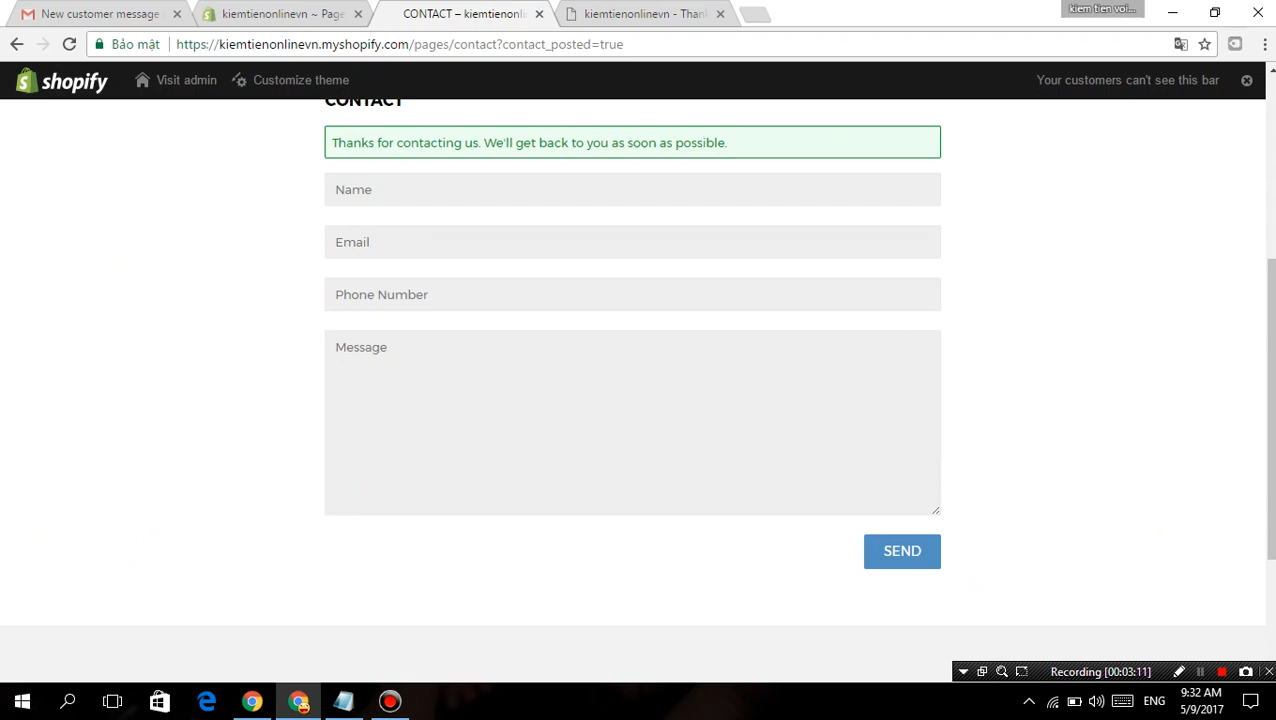 New customer message
kiemtienonlinevn ~ Page
CONTACT – kiemtienonlin
kiemtienonlinevn - Than
kiem tien voi...
Bảo mật
https://kiemtienonlinevn.myshopify.com/pages/contact?contact_posted=true
shopify
Visit admin
Customize theme
Your customers can't see this bar
CONTACT
Thanks for contacting us. We'll get back to you as soon as possible.
Name
Email
Phone Number
Message
SEND
Recording [00:03:11]
ENG
9:32 AM
5/9/2017